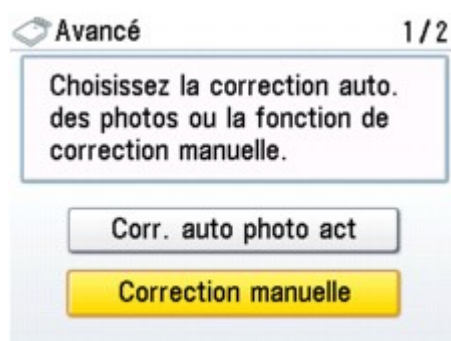 Avancé 1/2
Choisissez la correction auto.
des photos ou la fonction de
correction manuelle.
Corr. auto photo act
Correction manuelle